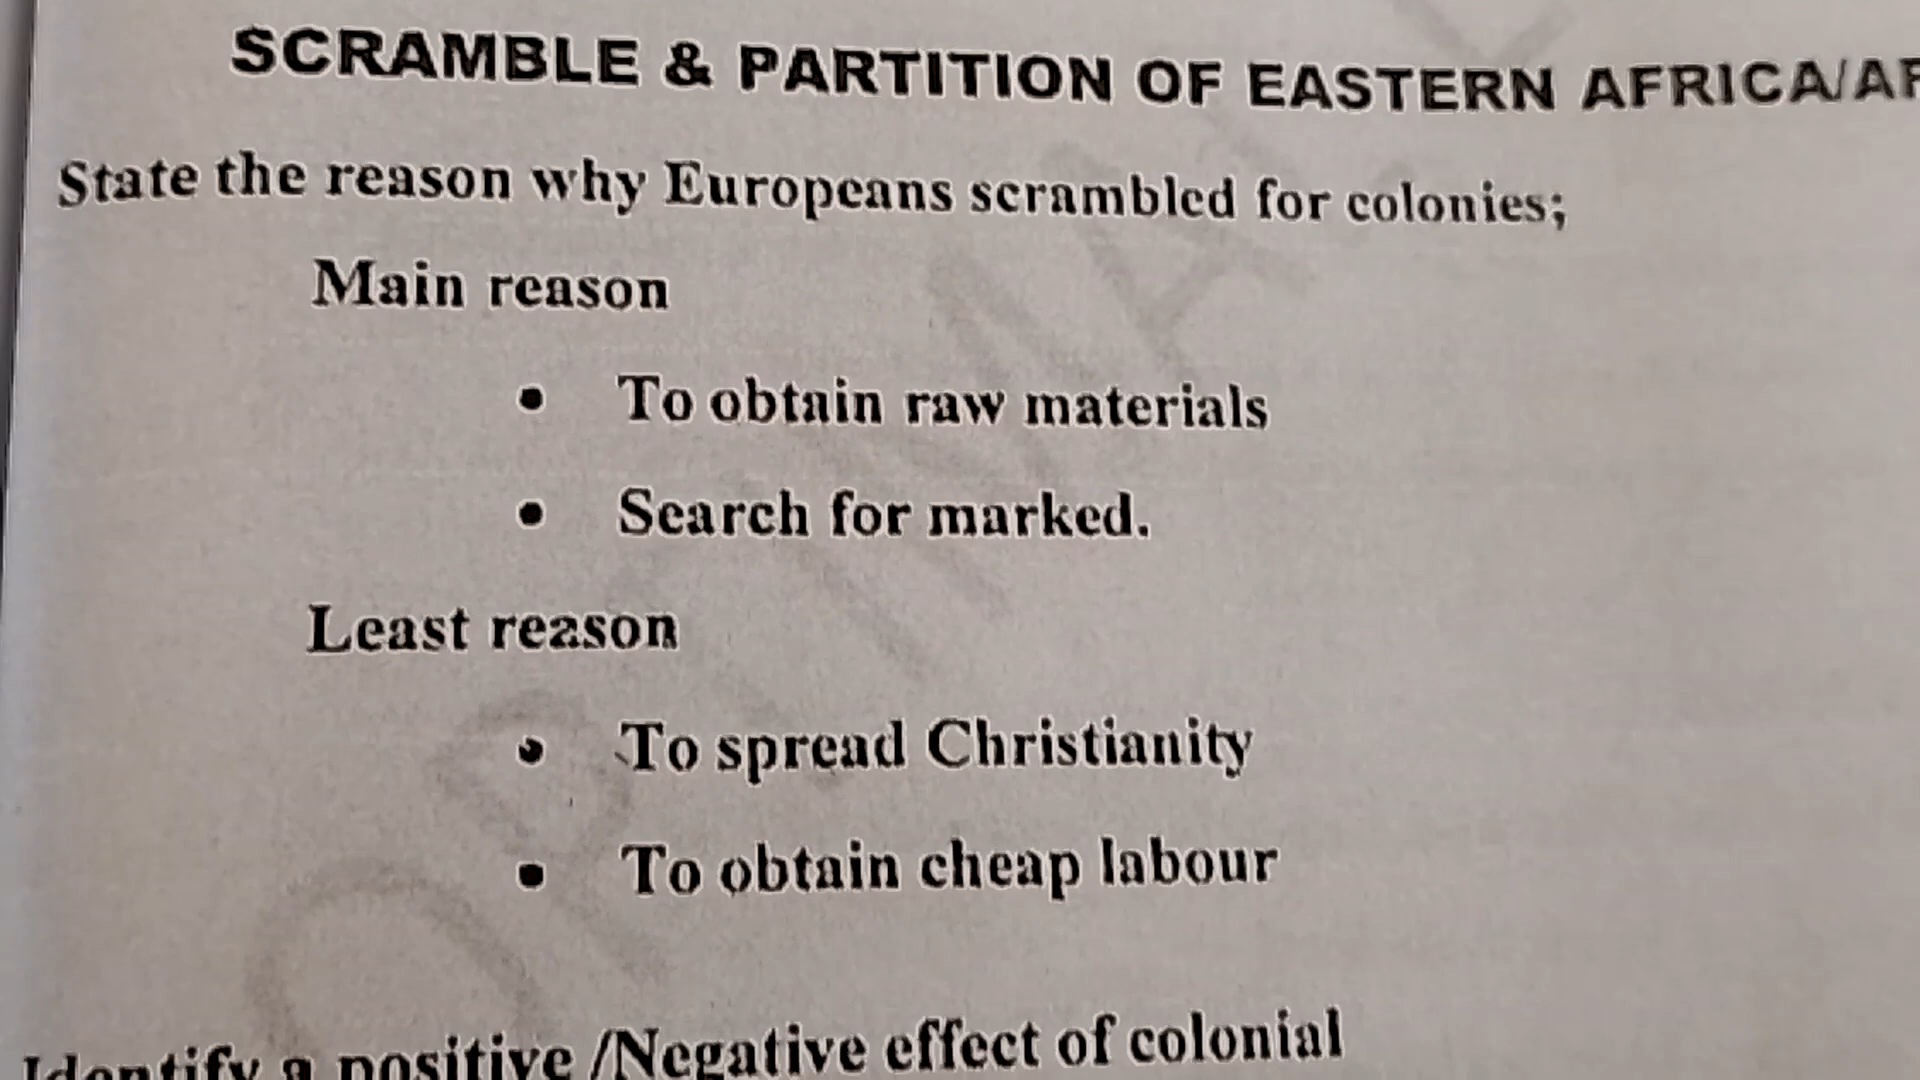 SCRAMBLE & PARTITION OF EASTERN AFRICA/AF
State the reason why Europeans scrambled for colonies;
Main reason
• To obtain raw materials
• Search for marked.
Least reason
• To spread Christianity
• To obtain cheap labour
Identify a positive /Negative effect of colonial